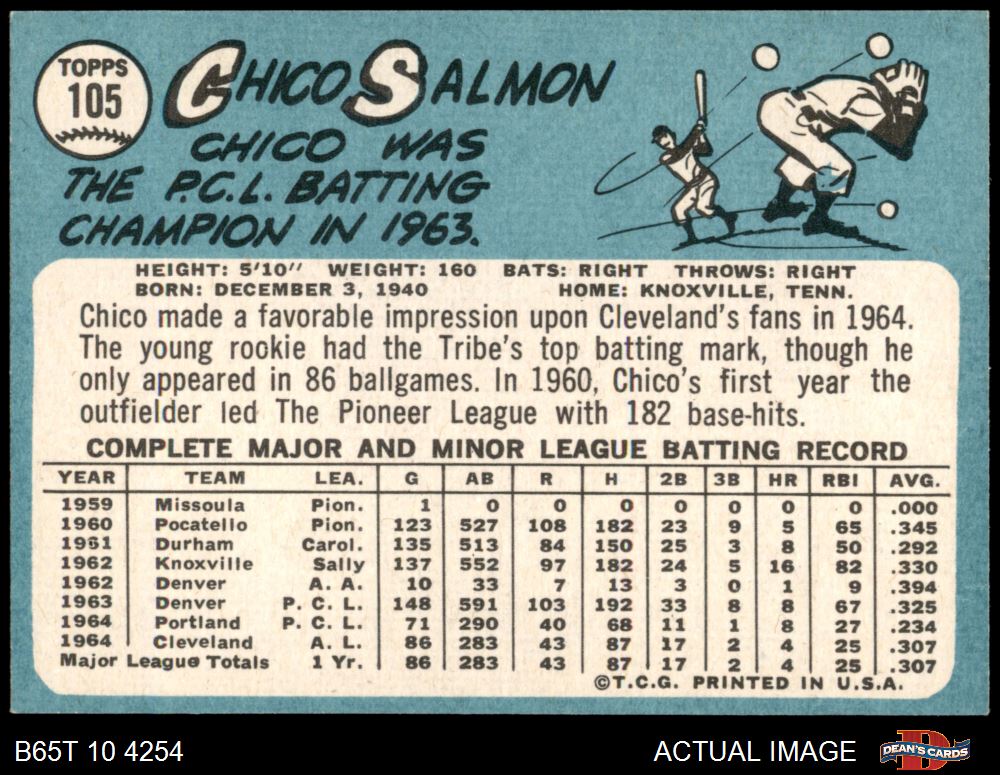 TOPPS
105
CHICO SALMON
CHICO WAS
THE P.C.L. BATTING
CHAMPION IN 1963.
HEIGHT: 5'10" WEIGHT: 160 BATS: RIGHT THROWS: RIGHT
BORN: DECEMBER 3, 1940 HOME: KNOXVILLE, TENN.
Chico made a favorable impression upon Cleveland's fans in 1964.
The young rookie had the Tribe's top batting mark, though he
only appeared in 86 ballgames. In 1960, Chico's first year the
outfielder led The Pioneer League with 182 base-hits.
COMPLETE MAJOR AND MINOR LEAGUE BATTING RECORD
YEAR TEAM LEA. G AB R H 2B 3B HR RBI AVG.
1959 Missoula Pion. 1 0 0 0 0 0 0 0 .000
1960 Pocatello Pion. 123 527 108 182 23 9 5 65 .345
1961 Durham Carol. 135 513 84 150 25 3 8 50 .292
1962 Knoxville Sally 137 552 97 182 24 5 16 82 .330
1962 Denver A. A. 10 33 7 13 3 0 1 9 .394
1963 Denver P. C. L. 148 591 103 192 33 8 8 67 .325
1964 Portland P. C. L. 71 290 40 68 11 1 8 27 .234
1964 Cleveland A. L. 86 283 43 87 17 2 4 25 .307
Major League Totals 1 Yr. 86 283 43 87 17 2 4 25 .307
©T.C.G. PRINTED IN U.S.A.
B65T 10 4254
ACTUAL IMAGE
D
DEAN'S CARDS